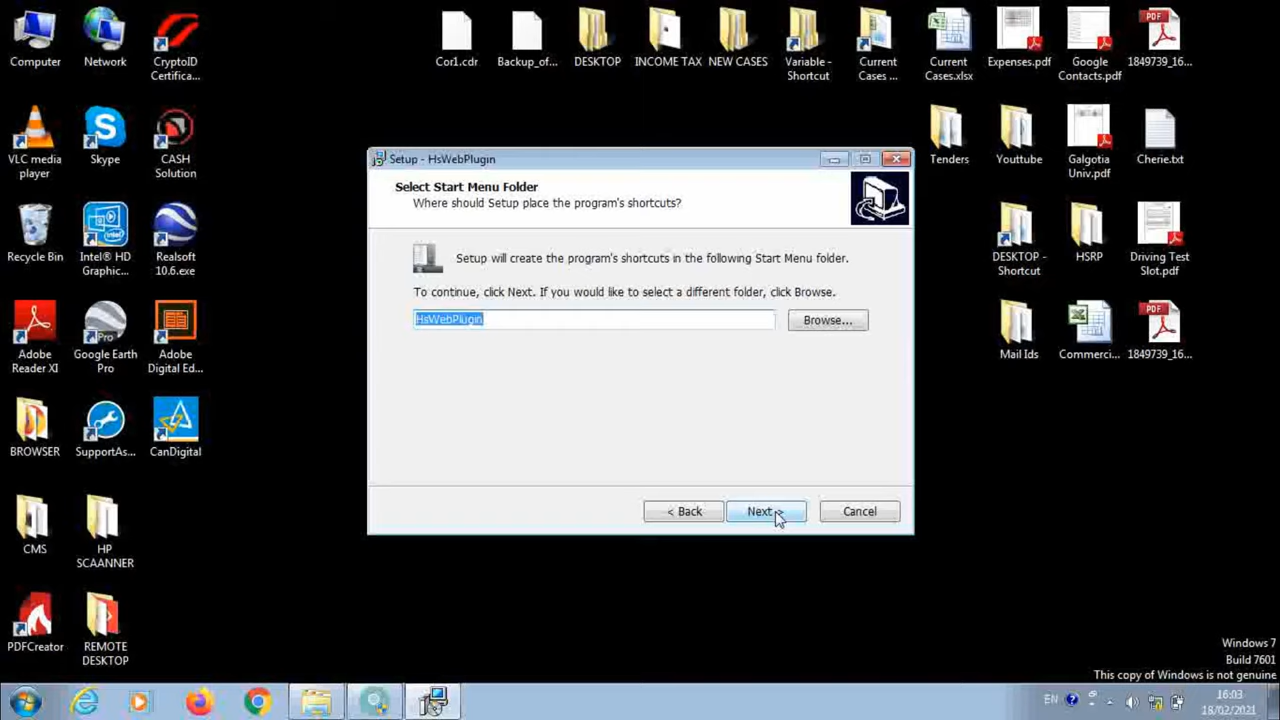 Computer
Network
CryptoID
Certifica...
VLC media
player
Skype
CASH
Solution
Recycle Bin
Intel® HD
Graphic...
Realsoft
10.6.exe
Adobe
Reader XI
Google Earth
Pro
Adobe
Digital Ed...
BROWSER
SupportAs...
CanDigital
CMS
HP
SCAANNER
PDFCreator
REMOTE
DESKTOP
Cor1.cdr
Backup_of...
DESKTOP
INCOME TAX
NEW CASES
Variable -
Shortcut
Current
Cases ...
Current
Cases.xlsx
Expenses.pdf
Google
Contacts.pdf
PDF
1849739_16...
Tenders
Youttube
Galgotia
Univ.pdf
Cherie.txt
DESKTOP -
Shortcut
HSRP
Driving Test
Slot.pdf
Mail Ids
Commerci...
PDF
1849739_16...
Setup - HsWebPlugin
Select Start Menu Folder
Where should Setup place the program's shortcuts?
Setup will create the program's shortcuts in the following Start Menu folder.
To continue, click Next. If you would like to select a different folder, click Browse.
HsWebPlugin
Browse...
< Back
Next >
Cancel
Windows 7
Build 7601
This copy of Windows is not genuine
EN
16:03
18/02/2021